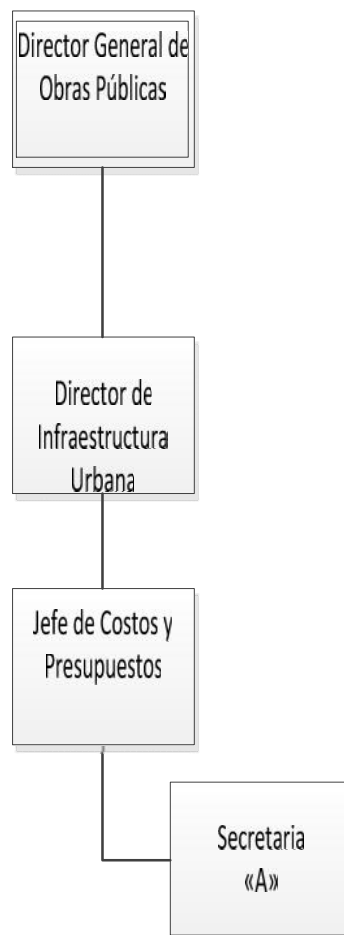 Director General de
Obras Públicas
Director de
Infraestructura
Urbana
Jefe de Costos y
Presupuestos
Secretaria
«A»